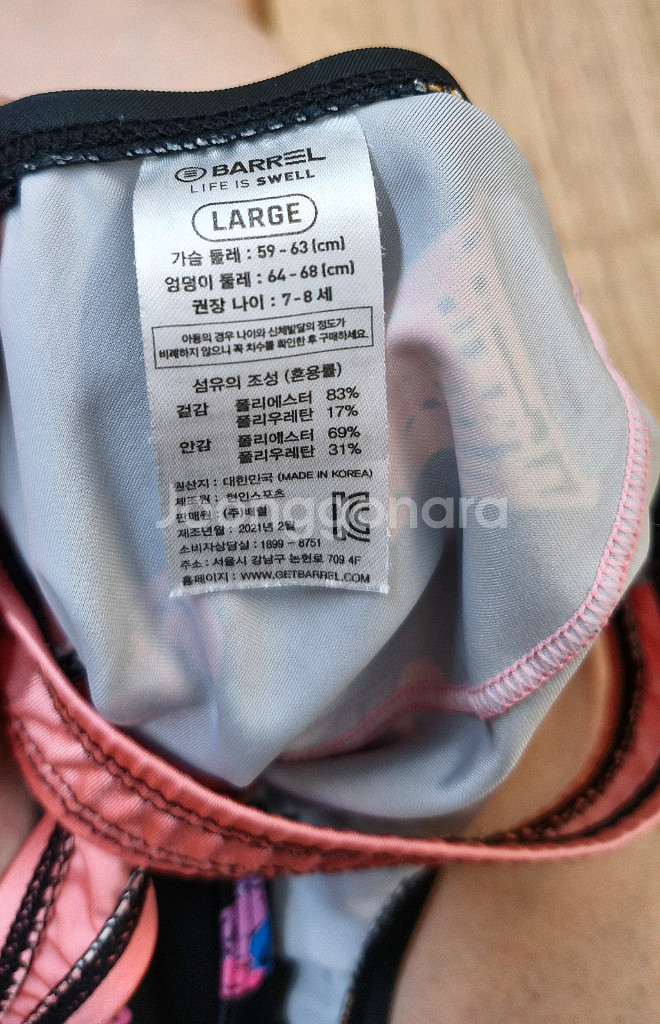 BARREL
LIFE IS SWELL
LARGE
가슴 둘레 : 59 - 63 (cm)
엉덩이 둘레 : 64 - 68 (cm)
권장 나이 : 7 - 8 세
아동의 경우 나이와 신체발달의 정도가
비례하지 않으니 꼭 치수를 확인한 후 구매하세요.
섬유의 조성 (혼용률)
겉감 폴리에스터 83%
폴리우레탄 17%
안감 폴리에스터 69%
폴리우레탄 31%
원산지 : 대한민국 (MADE IN KOREA)
제조원 : 현인스포츠
판매원 : (주)배럴
제조년월 : 2021년 2월
소비자상담실 : 1899 - 8751
주소 : 서울시 강남구 논현로 709 4F
홈페이지 : WWW.GETBARREL.COM
Joonggonara